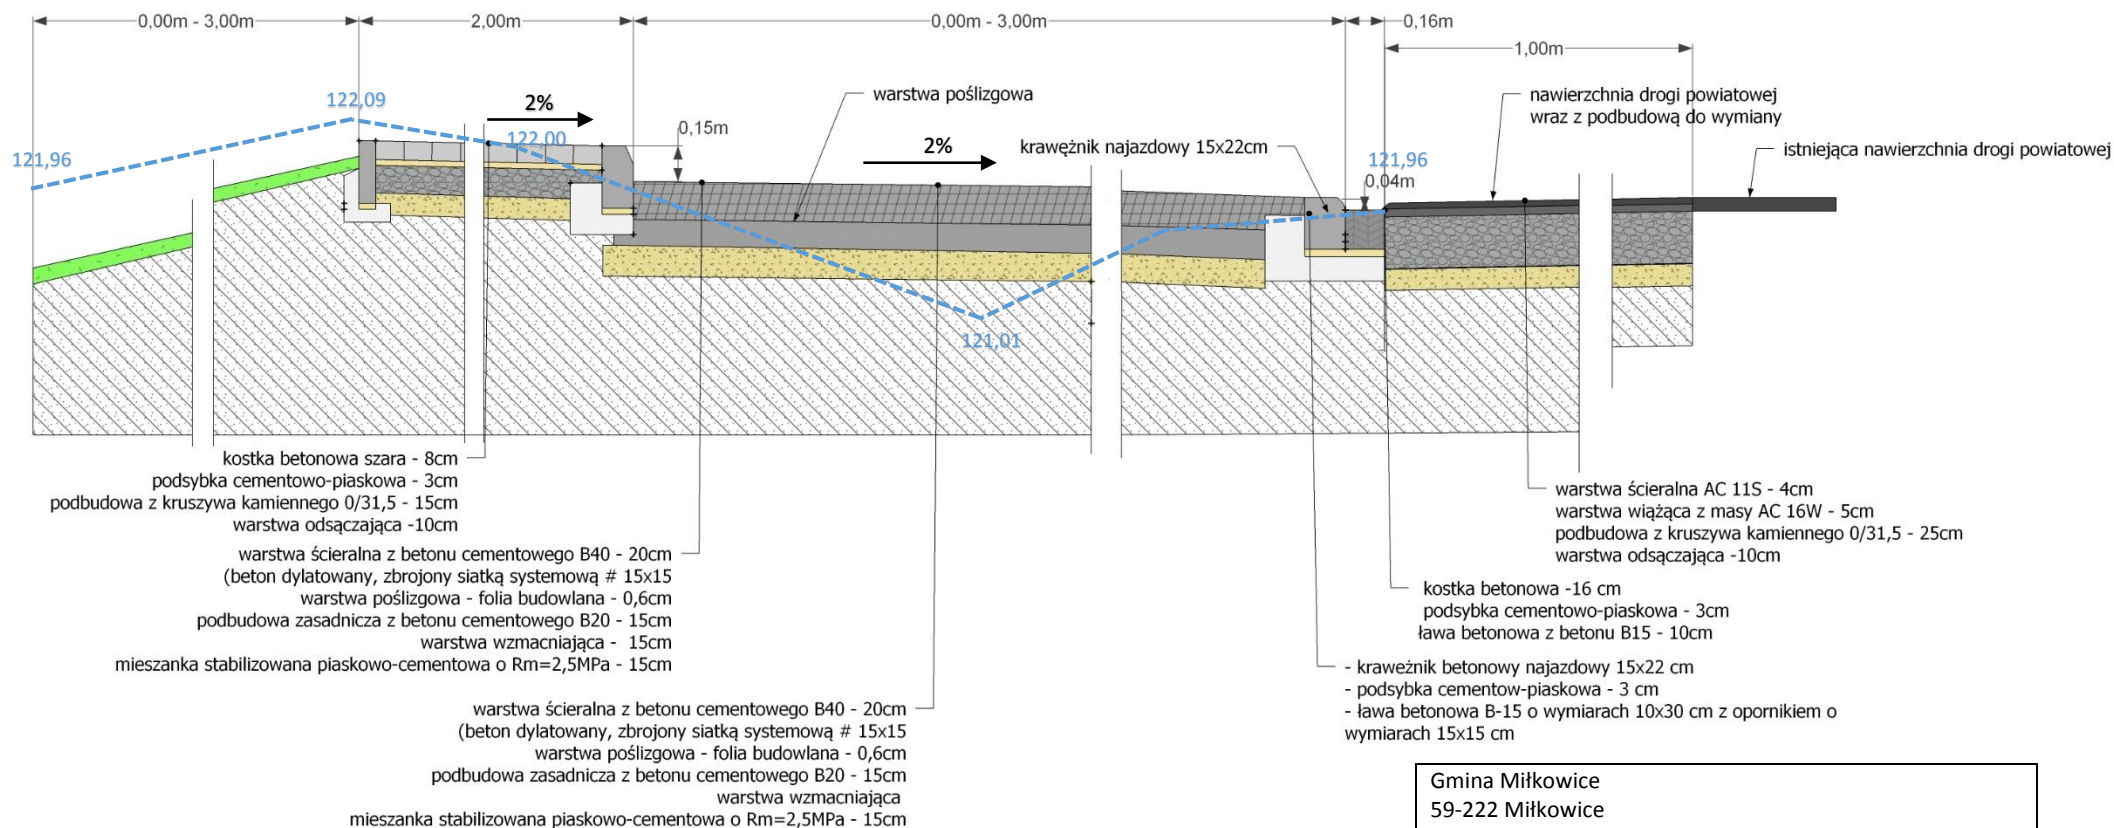 0,00m - 3,00m
2,00m
0,00m - 3,00m
0,16m
1,00m
122,09
2%
122,00
121,96
0,15m
warstwa poślizgowa
2%
krawężnik najazdowy 15x22cm
121,96
0,04m
nawierzchnia drogi powiatowej
wraz z podbudową do wymiany
istniejąca nawierzchnia drogi powiatowej
121,01
kostka betonowa szara - 8cm
podsybka cementowo-piaskowa - 3cm
podbudowa z kruszywa kamiennego 0/31,5 - 15cm
warstwa odsączająca -10cm
warstwa ścieralna z betonu cementowego B40 - 20cm
(beton dylatowany, zbrojony siatką systemową # 15x15
warstwa poślizgowa - folia budowlana - 0,6cm
podbudowa zasadnicza z betonu cementowego B20 - 15cm
warstwa wzmacniająca - 15cm
mieszanka stabilizowana piaskowo-cementowa o Rm=2,5MPa - 15cm
warstwa ścieralna z betonu cementowego B40 - 20cm
(beton dylatowany, zbrojony siatką systemową # 15x15
warstwa poślizgowa - folia budowlana - 0,6cm
podbudowa zasadnicza z betonu cementowego B20 - 15cm
warstwa wzmacniająca
mieszanka stabilizowana piaskowo-cementowa o Rm=2,5MPa - 15cm
warstwa ścieralna AC 11S - 4cm
warstwa wiążąca z masy AC 16W - 5cm
podbudowa z kruszywa kamiennego 0/31,5 - 25cm
warstwa odsączająca -10cm
kostka betonowa -16 cm
podsybka cementowo-piaskowa - 3cm
ława betonowa z betonu B15 - 10cm
- kraweżnik betonowy najazdowy 15x22 cm
- podsybka cementow-piaskowa - 3 cm
- ława betonowa B-15 o wymiarach 10x30 cm z opornikiem o
wymiarach 15x15 cm
Gmina Miłkowice
59-222 Miłkowice